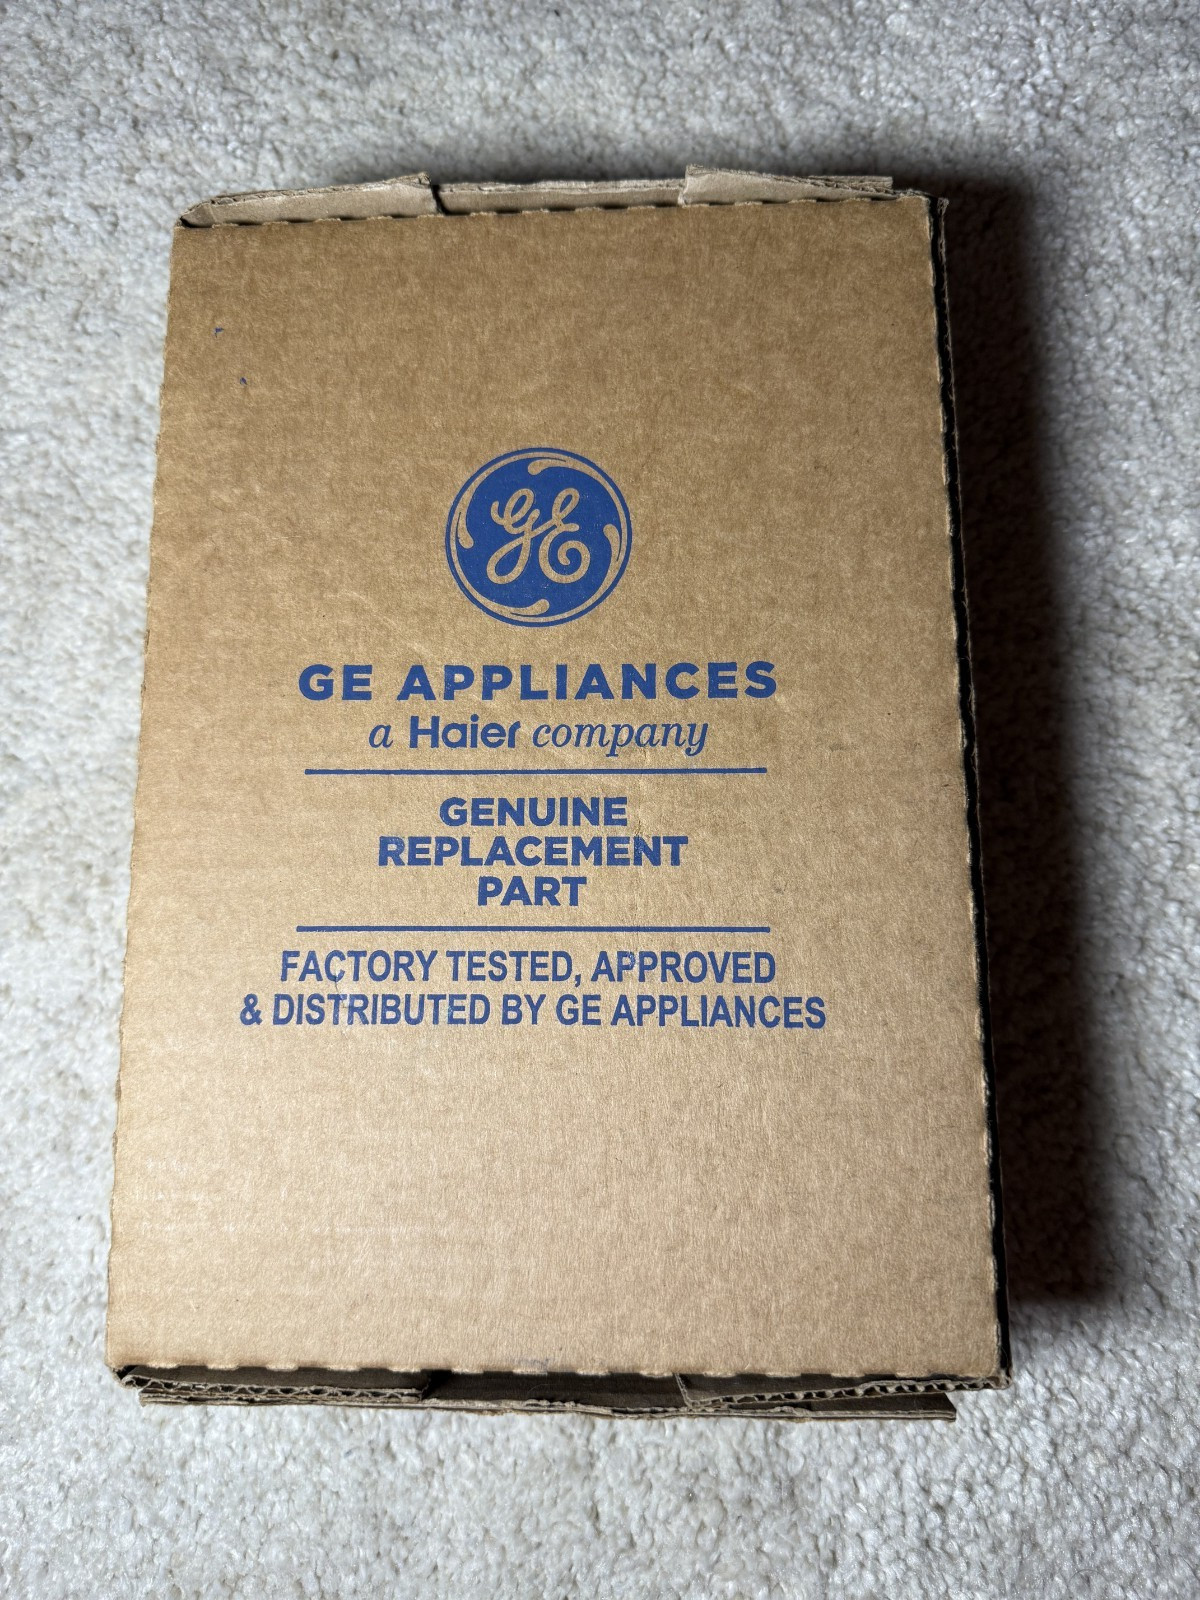 GE
GE APPLIANCES
a Haier company
GENUINE
REPLACEMENT
PART
FACTORY TESTED, APPROVED
& DISTRIBUTED BY GE APPLIANCES